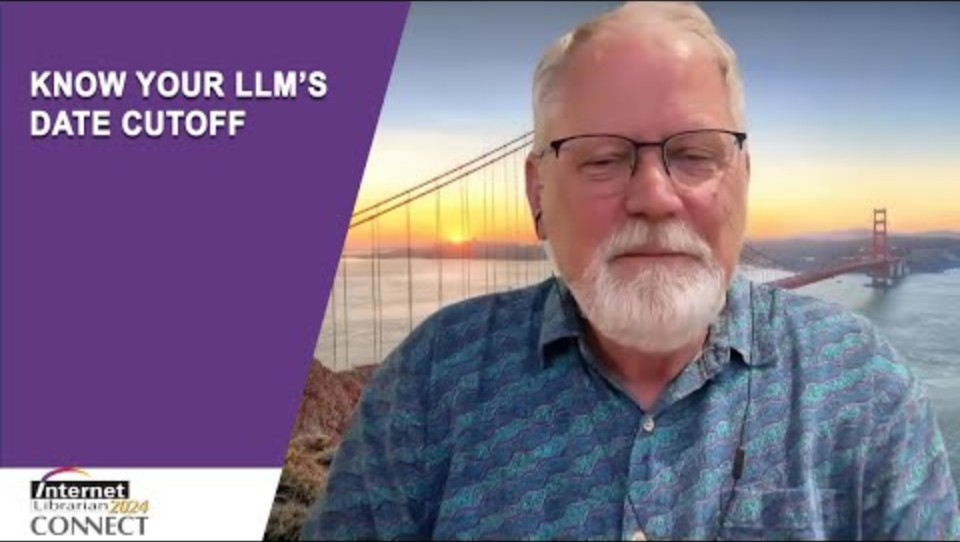 KNOW YOUR LLM'S
DATE CUTOFF
Internet
Librarian 2024
CONNECT